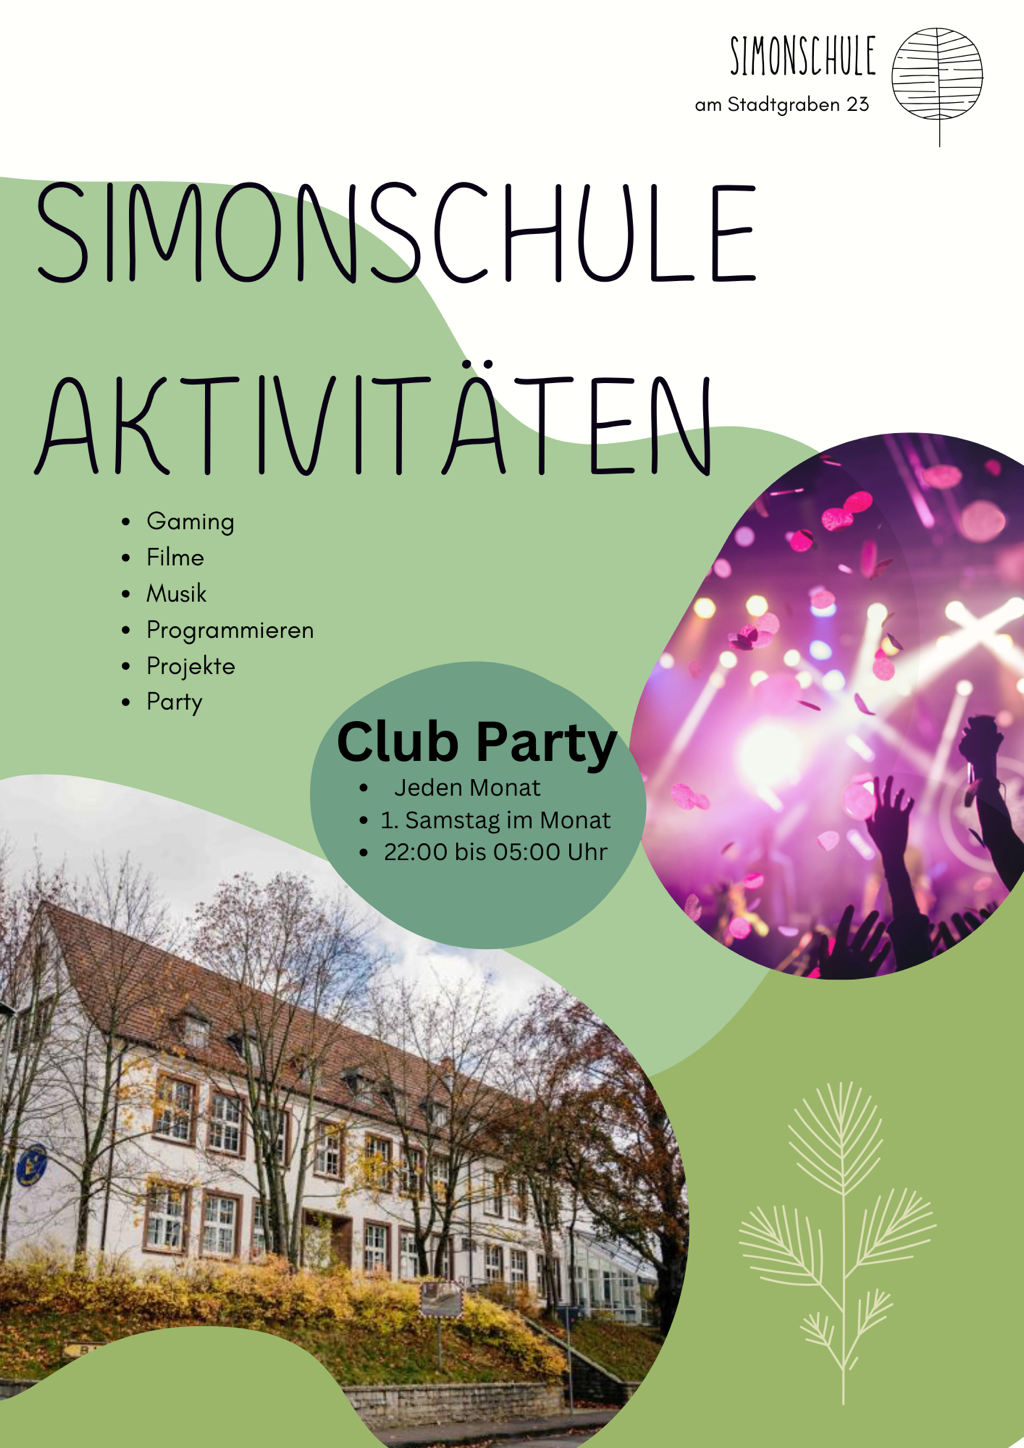 SIMONSCHULE
am Stadtgraben 23
SIMONSCHULE
AKTIVITÄTEN
• Gaming
• Filme
• Musik
• Programmieren
• Projekte
• Party
Club Party
• Jeden Monat
• 1. Samstag im Monat
• 22:00 bis 05:00 Uhr